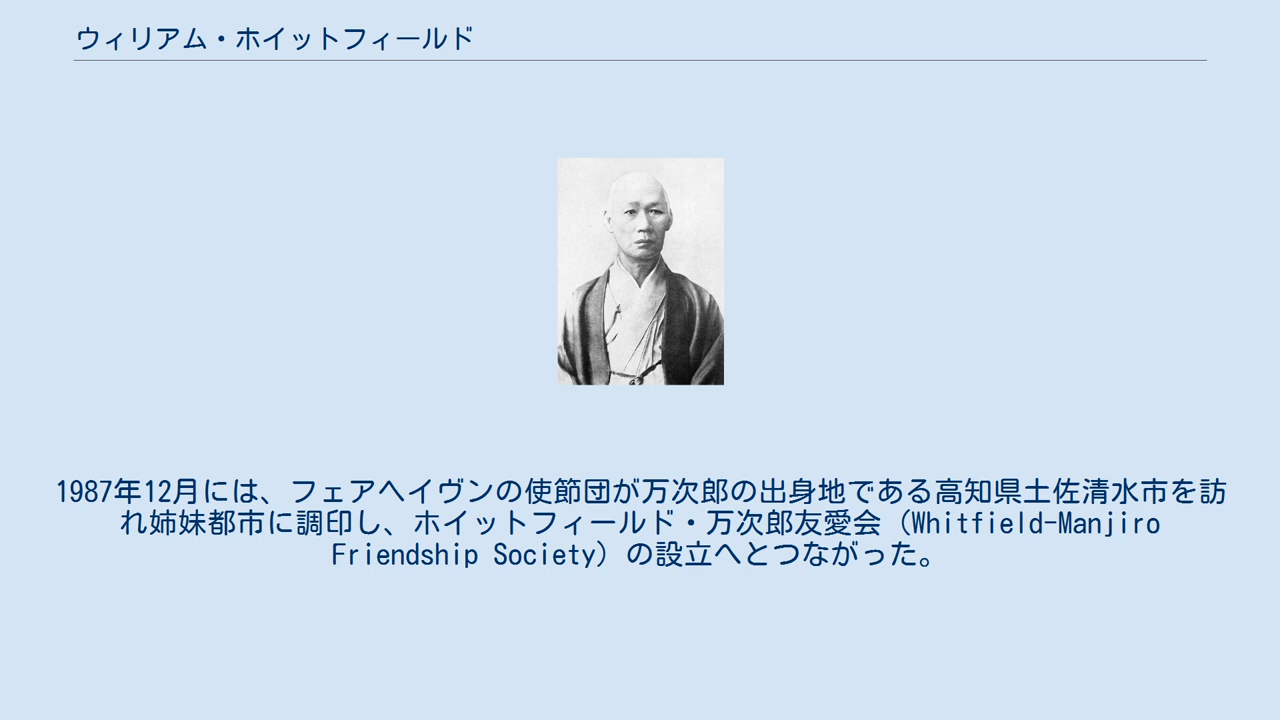 ウィリアム・ホイットフィールド
1987年12月には、フェアヘイヴンの使節団が万次郎の出身地である高知県土佐清水市を訪
れ姉妹都市に調印し、ホイットフィールド・万次郎友愛会（Whitfield-Manjiro
Friendship Society）の設立へとつながった。